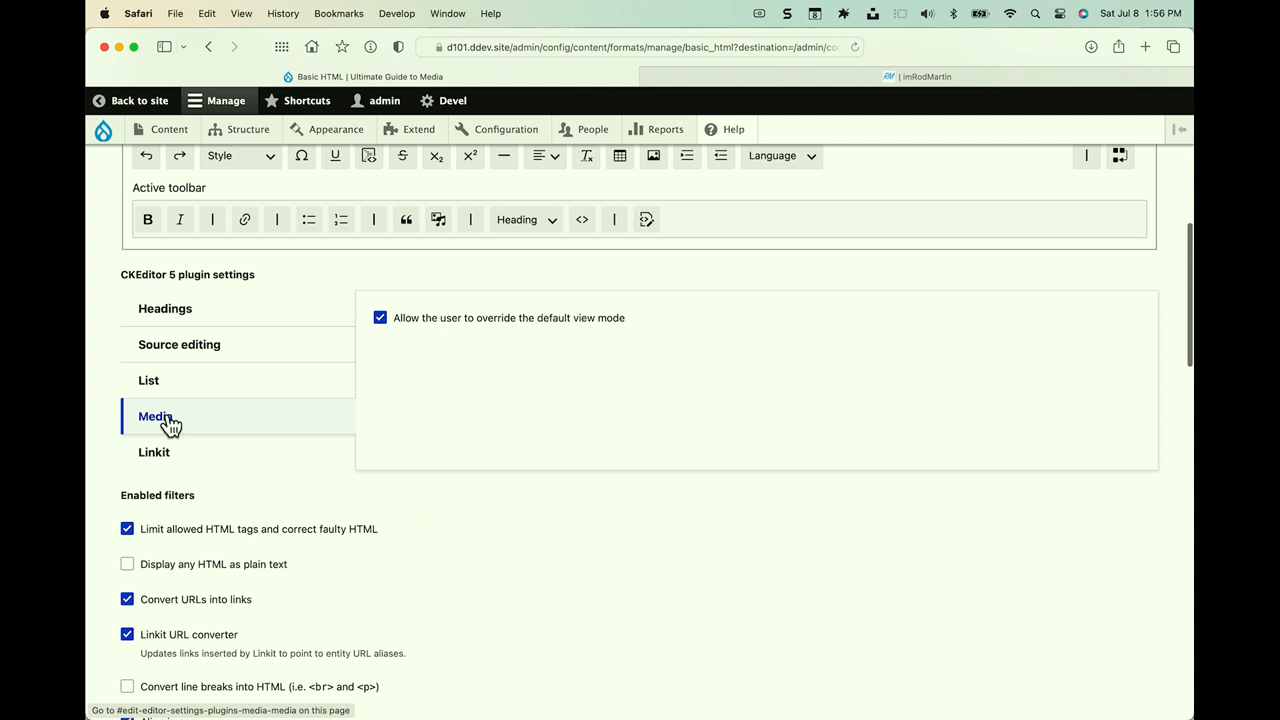 Safari File Edit View History Bookmarks Develop Window Help Sat Jul 8 1:56 PM
d101.ddev.site/admin/config/content/formats/manage/basic_html?destination=/admin/co
Basic HTML | Ultimate Guide to Media
| imRodMartin
Back to site Manage Shortcuts admin Devel
Content Structure Appearance Extend Configuration People Reports Help
Style Language
Active toolbar
B I Heading <>
CKEditor 5 plugin settings
Headings
Allow the user to override the default view mode
Source editing
List
Media
Linkit
Enabled filters
Limit allowed HTML tags and correct faulty HTML
Display any HTML as plain text
Convert URLs into links
Linkit URL converter
Updates links inserted by Linkit to point to entity URL aliases.
Convert line breaks into HTML (i.e. <br> and <p>)
Go to #edit-editor-settings-plugins-media-media on this page